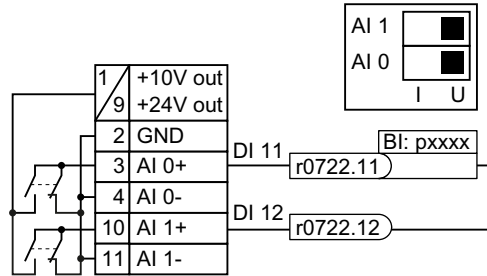 AI 1
AI 0
I U
1 +10V out
9 +24V out
2 GND
3 AI 0+
4 AI 0-
10 AI 1+
11 AI 1-
DI 11
r0722.11
BI: pxxxx
DI 12
r0722.12